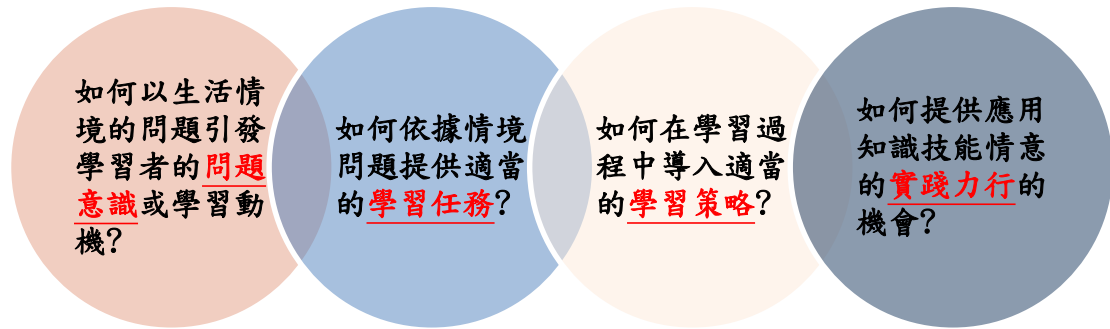 如何以生活情
境的問題引發
學習者的問題
意識或學習動
機？
如何依據情境
問題提供適當
的學習任務？
如何在學習過
程中導入適當
的學習策略？
如何提供應用
知識技能情意
的實踐力行的
機會？